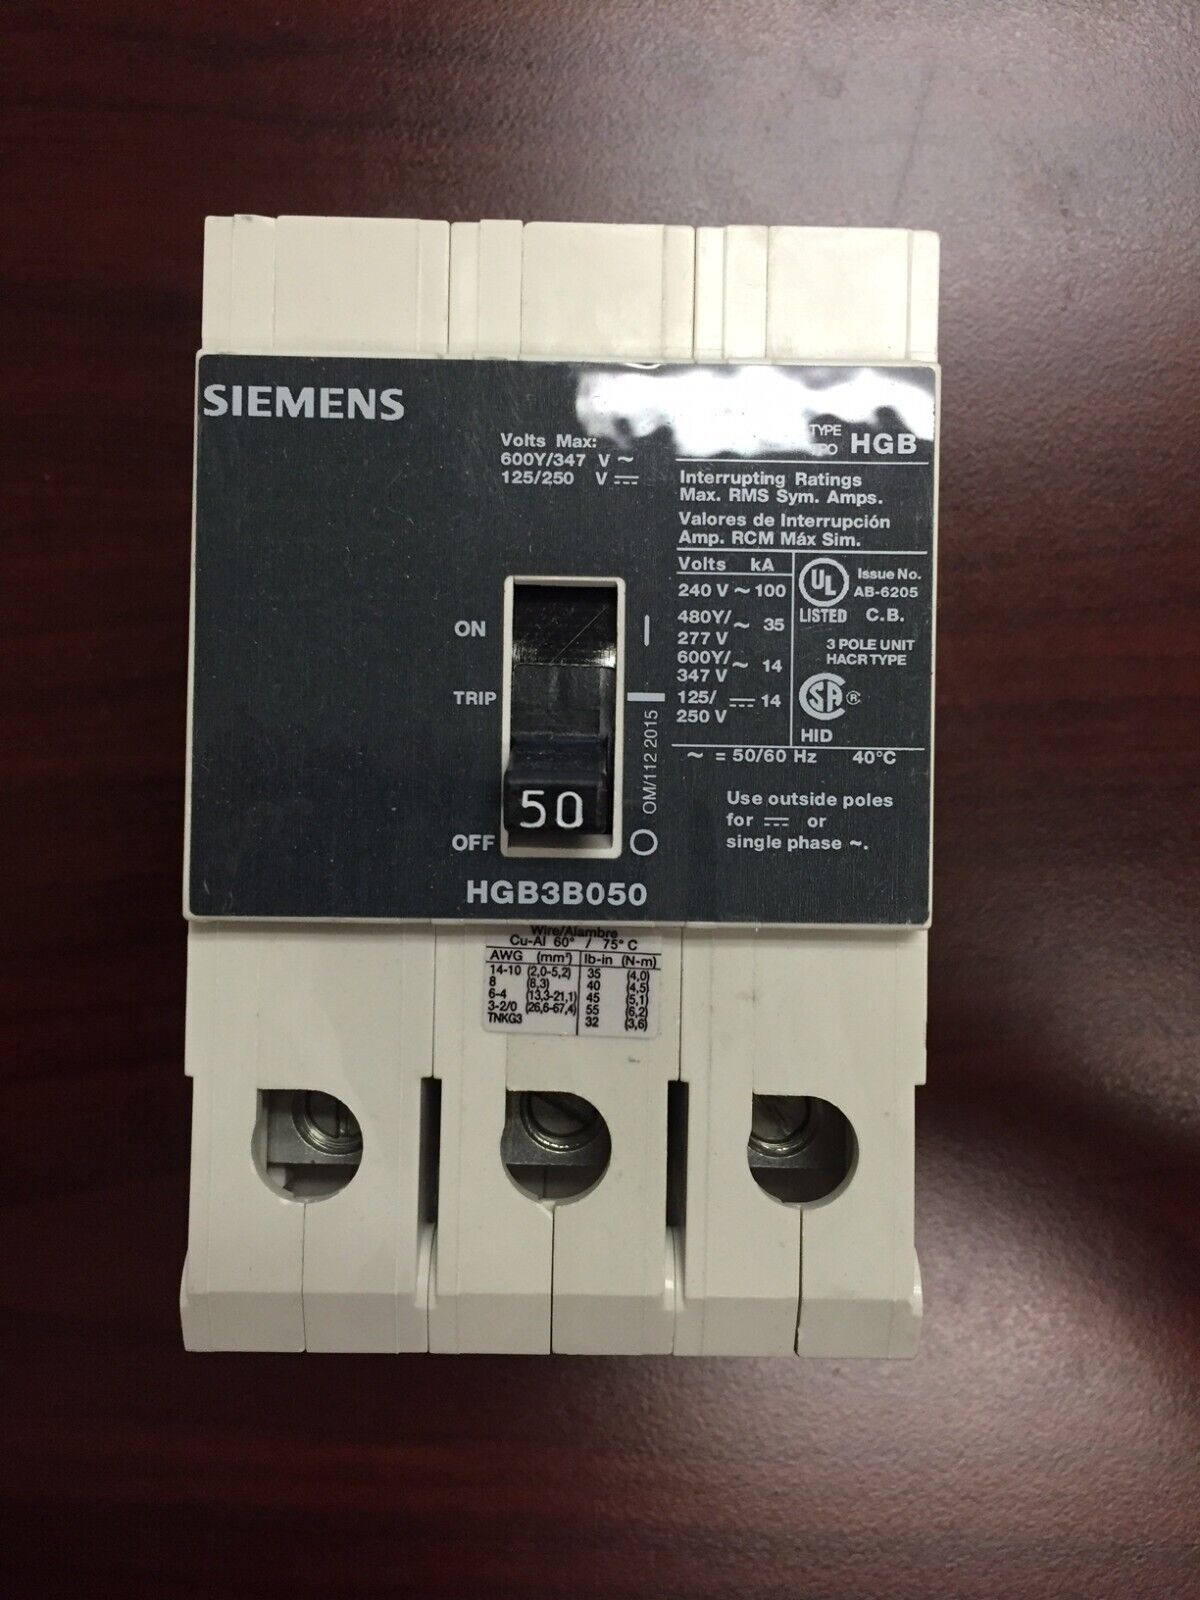 SIEMENS
Volts Max:
600Y/347 V ~
125/250 V ⎓
TYPE HGB
Interrupting Ratings
Max. RMS Sym. Amps.
Valores de Interrupción
Amp. RCM Máx Sim.
Volts kA
240 V ~ 100
480Y/277 V ~ 35
600Y/347 V ~ 14
125/250 V ⎓ 14
UL
LISTED
Issue No.
AB-6205
C.B.
3 POLE UNIT
HACR TYPE
SA ®
HID
~ = 50/60 Hz 40°C
Use outside poles
for ⎓ or
single phase ~.
ON
TRIP
OFF
I
O
50
OM/112 2015
HGB3B050
Wire/Alambre
Cu-Al 60° / 75° C
AWG (mm²) lb-in (N-m)
14-10 (2,0-5,2) 35 (4,0)
8 (8,3) 40 (4,5)
6-4 (13,3-21,1) 45 (5,1)
3-2/0 (26,6-67,4) 55 (6,2)
TNKG3 32 (3,6)